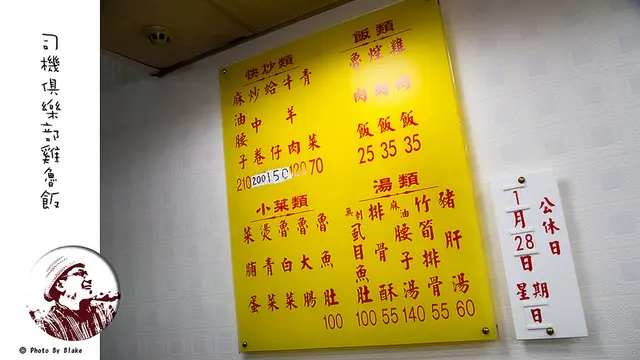 司機俱樂部雞魯飯
© Photo By Blake
快炒類
麻油腰子 210
炒中卷 200
給仔 150
牛羊肉 120
青菜 70
飯類
魯肉飯 25
焢肉飯 35
雞肉飯 35
小菜類
菜脯蛋
燙青菜
魯白菜
魯大腸
魯魚肚 100
湯類
無刺虱目魚肚 100
排骨酥 55
麻油腰子湯 140
竹筍排骨 55
豬肝湯 60
公休日
1月28日星期日